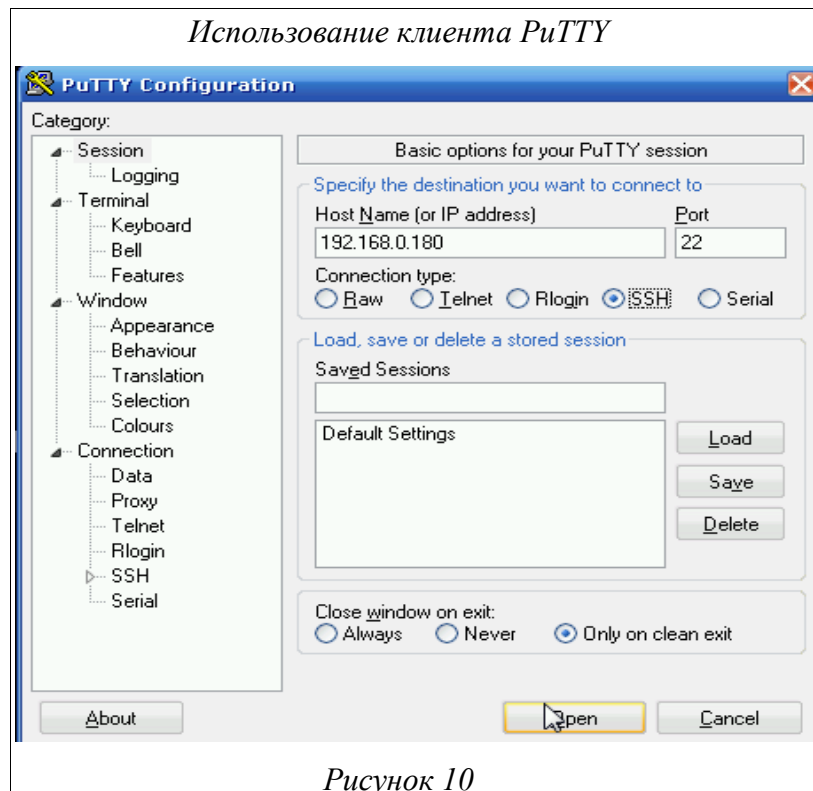 Использование клиента PuTTY
PuTTY Configuration
Category:
Session
Logging
Terminal
Keyboard
Bell
Features
Window
Appearance
Behaviour
Translation
Selection
Colours
Connection
Data
Proxy
Telnet
Rlogin
SSH
Serial
Basic options for your PuTTY session
Specify the destination you want to connect to
Host Name (or IP address) Port
192.168.0.180 22
Connection type:
Raw Telnet Rlogin SSH Serial
Load, save or delete a stored session
Saved Sessions
Default Settings
Load
Save
Delete
Close window on exit:
Always Never Only on clean exit
About Open Cancel
Рисунок 10